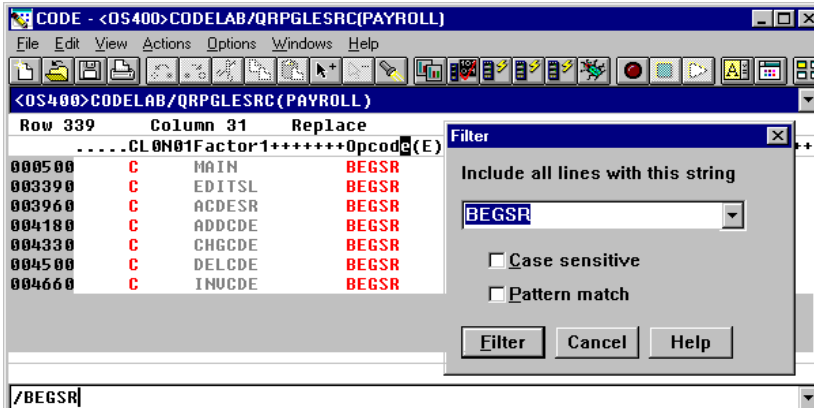 CODE - <OS400>CODELAB/QRPGLESRC(PAYROLL)
File Edit View Actions Options Windows Help
<OS400>CODELAB/QRPGLESRC(PAYROLL)
Row 339 Column 31 Replace
.....CL0N01Factor1+++++++Opcode(E)
++
000500 C MAIN BEGSR
003390 C EDITSL BEGSR
003960 C ACDESR BEGSR
004180 C ADDCDE BEGSR
004330 C CHGCDE BEGSR
004500 C DELCDE BEGSR
004660 C INVCDE BEGSR
Filter
Include all lines with this string
BEGSR
Case sensitive
Pattern match
Filter Cancel Help
/BEGSR